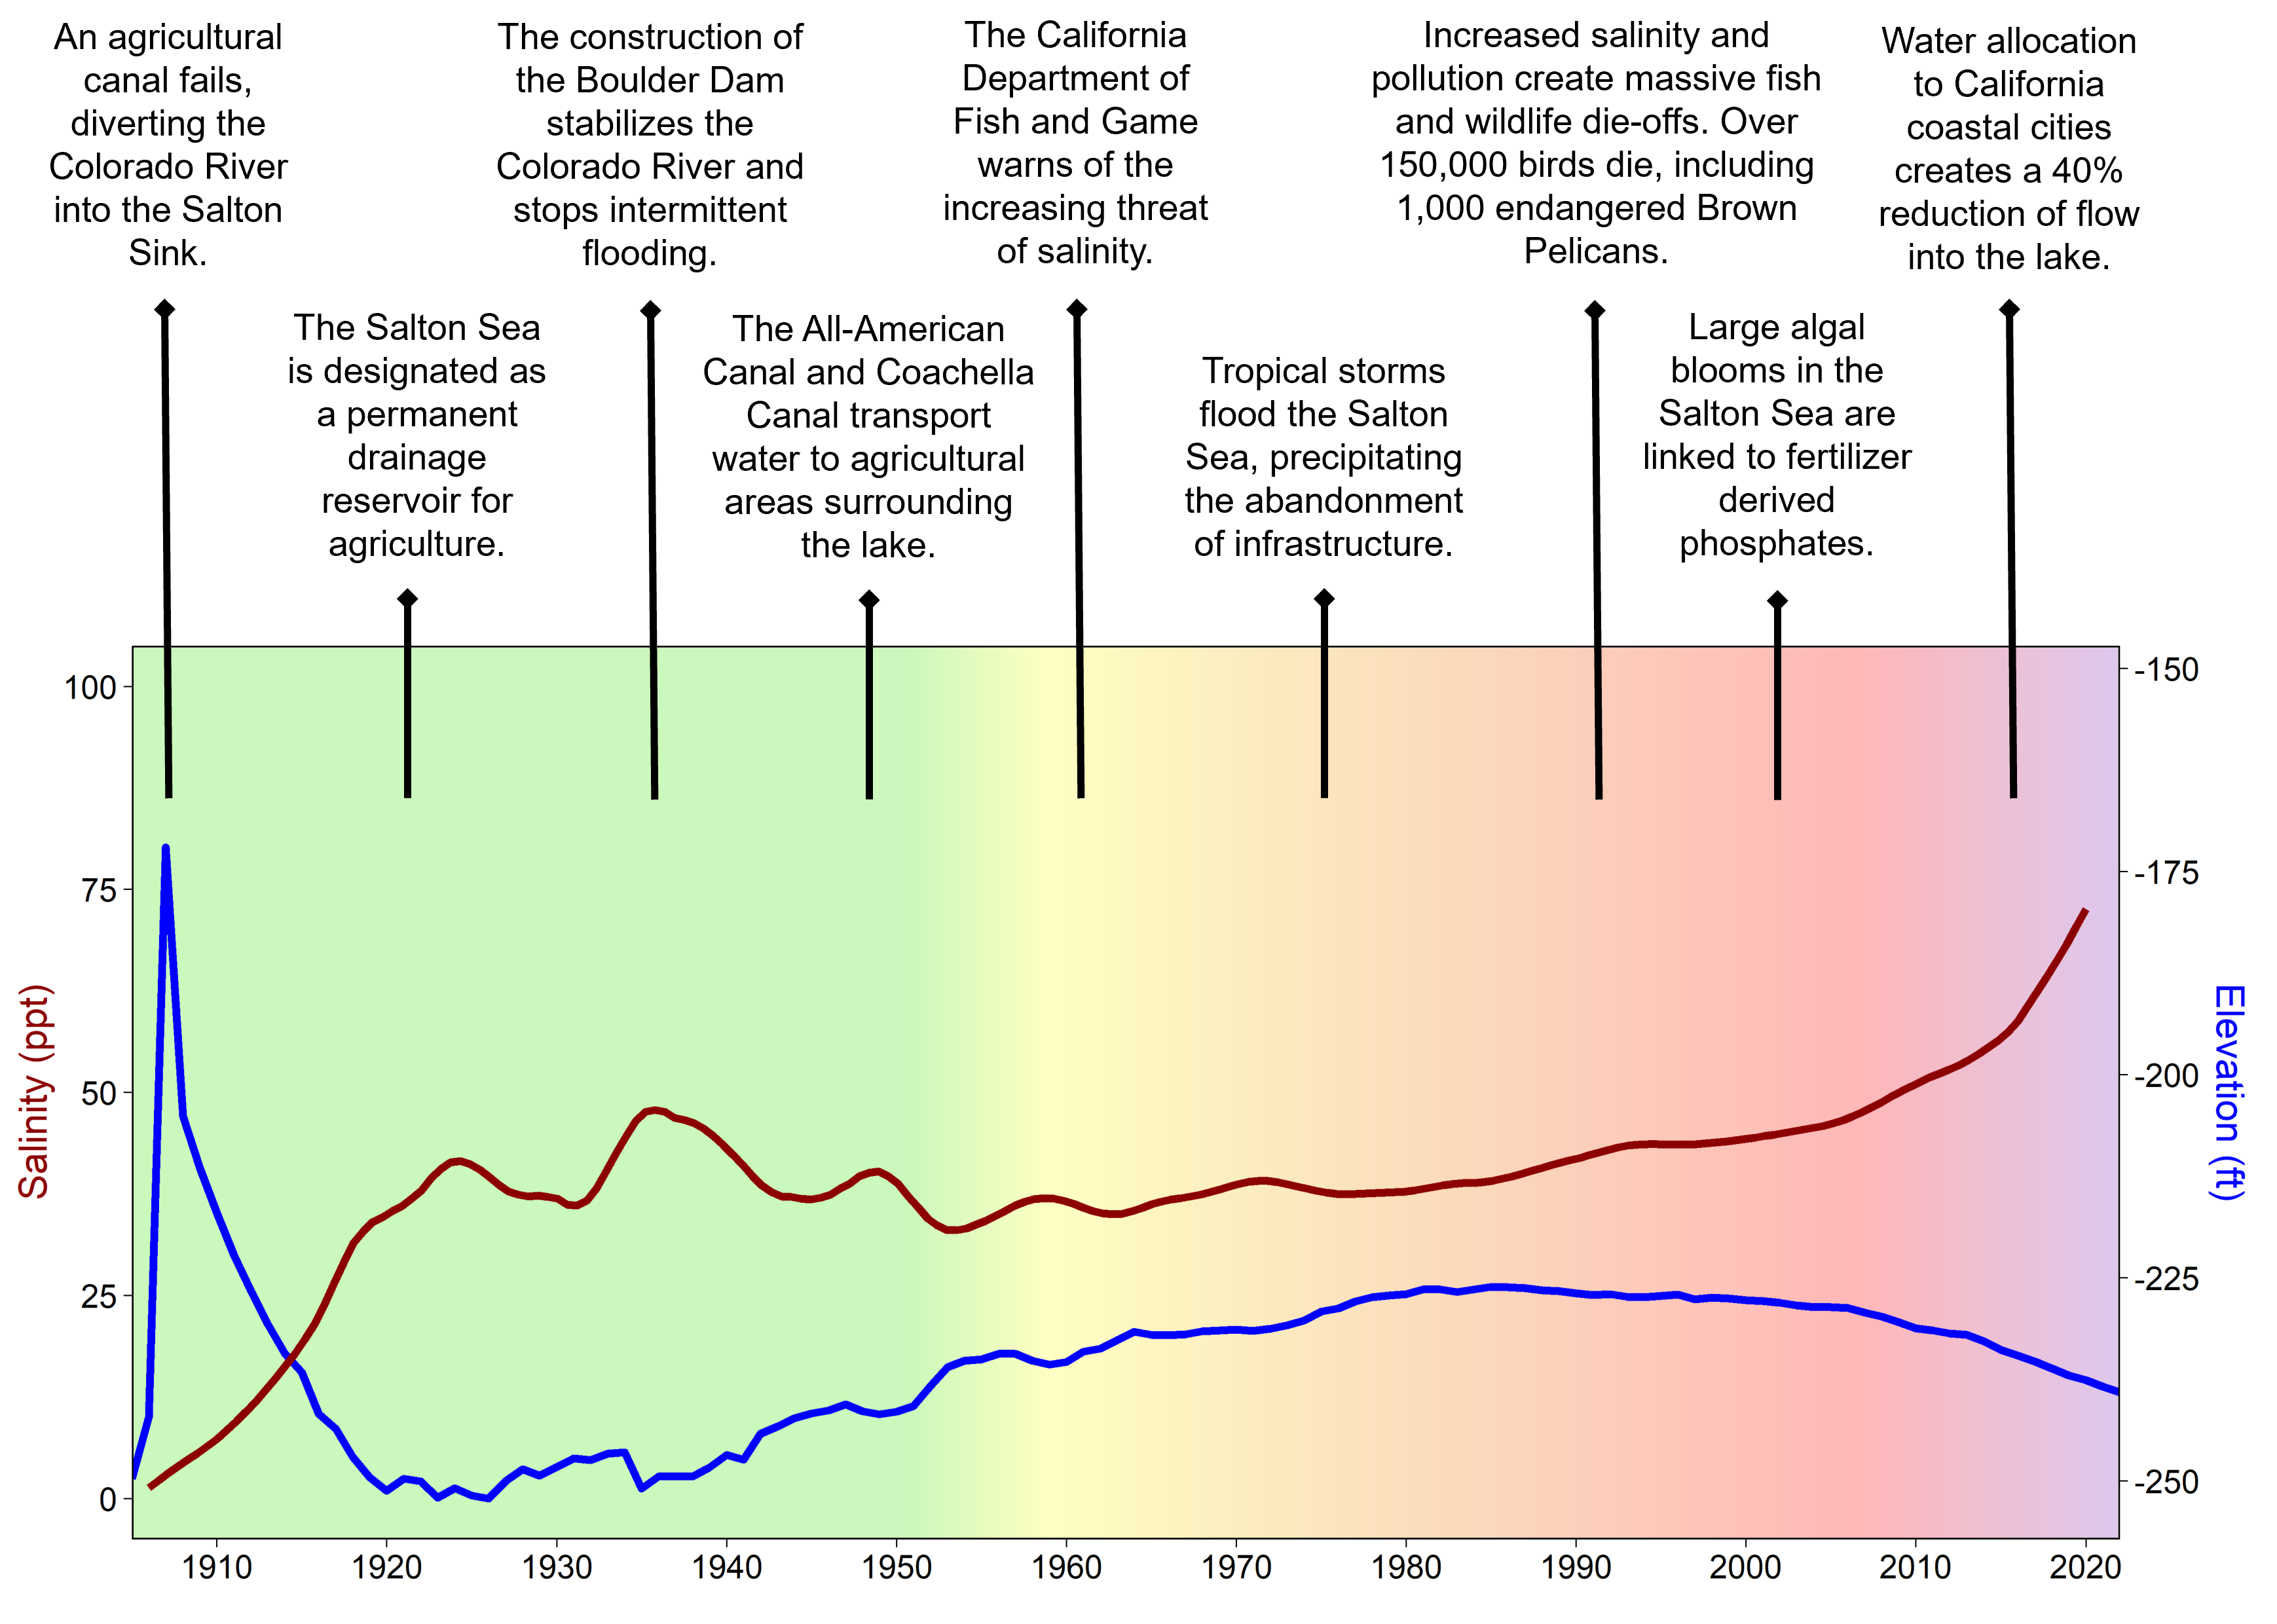 An agricultural
canal fails,
diverting the
Colorado River
into the Salton
Sink.
The Salton Sea
is designated as
a permanent
drainage
reservoir for
agriculture.
The construction of
the Boulder Dam
stabilizes the
Colorado River and
stops intermittent
flooding.
The All-American
Canal and Coachella
Canal transport
water to agricultural
areas surrounding
the lake.
The California
Department of
Fish and Game
warns of the
increasing threat
of salinity.
Tropical storms
flood the Salton
Sea, precipitating
the abandonment
of infrastructure.
Increased salinity and
pollution create massive fish
and wildlife die-offs. Over
150,000 birds die, including
1,000 endangered Brown
Pelicans.
Large algal
blooms in the
Salton Sea are
linked to fertilizer
derived
phosphates.
Water allocation
to California
coastal cities
creates a 40%
reduction of flow
into the lake.
Salinity (ppt)
100
75
50
25
0
-150
-175
-200
-225
-250
Elevation (ft)
1910 1920 1930 1940 1950 1960 1970 1980 1990 2000 2010 2020